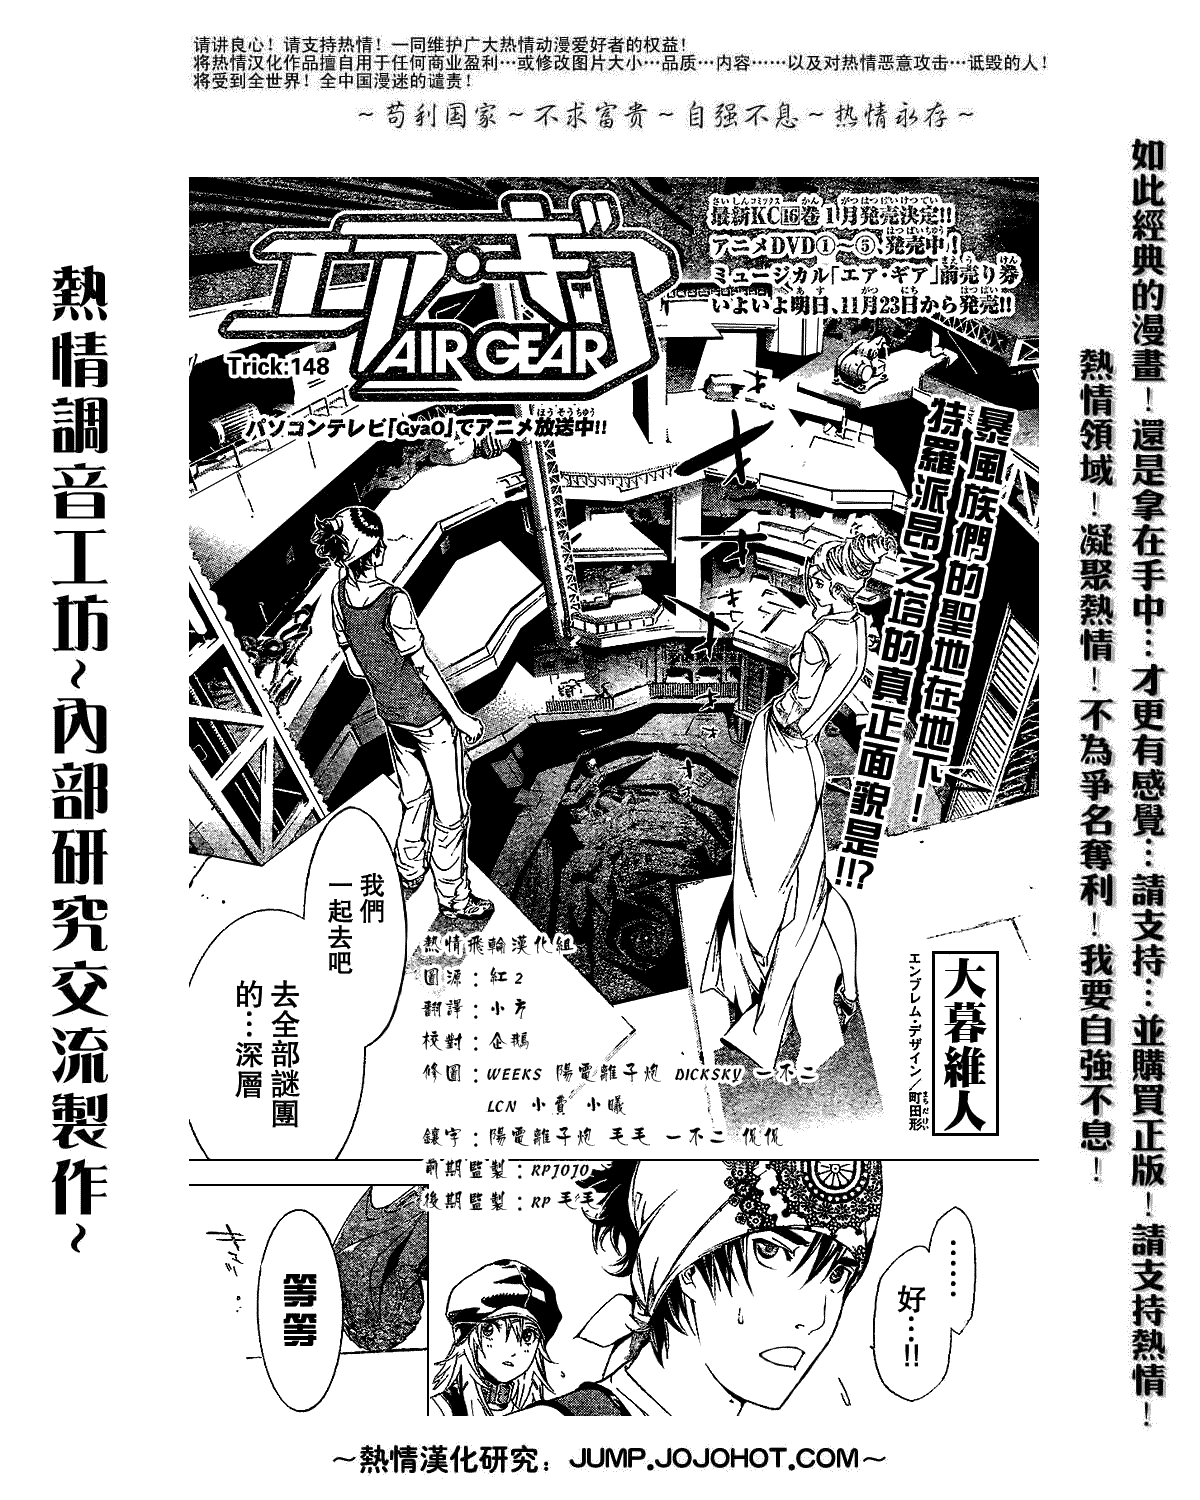 请讲良心！请支持热情！一同维护广大热情动漫爱好者的权益！
将热情汉化作品擅自用于任何商业盈利…或修改图片大小…品质…内容……以及对热情恶意攻击…诋毁的人！
将受到全世界！全中国漫迷的谴责！
～苟利国家～不求富贵～自强不息～热情永存～
如此經典的漫畫！還是拿在手中…才更有感覺…請支持…並購買正版！請支持熱情！
熱情領域！凝聚熱情！不為爭名奪利！我要自強不息！
熱情調音工坊～內部研究交流製作～
エア・ギア
AIR GEAR
Trick:148
最新KC16巻1月発売決定!!
アニメDVD①～⑤、発売中！
ミュージカル「エア・ギア」前売り券
いよいよ明日、11月23日から発売!!
パソコンテレビ「GyaO」でアニメ放送中!!
暴風族們的聖地在地下！
特羅派昂之塔的真正面貌是!!?
大暮維人
エンブレム・デザイン／町田形
我們
一起去吧
去全部謎團
的…深層
熱情飛輪漢化組
圖源：紅2
翻譯：小方
校對：企鵝
修圖：WEEKS 陽電離子炮 DICKSKY 一不二
LCN 小賣 小曦
鑲字：陽電離子炮 毛毛 一不二 侃侃
前期監製：RPJOJO
後期監製：RP 毛毛
……
好…!!
等等
～熱情漢化研究：JUMP.JOJOHOT.COM～